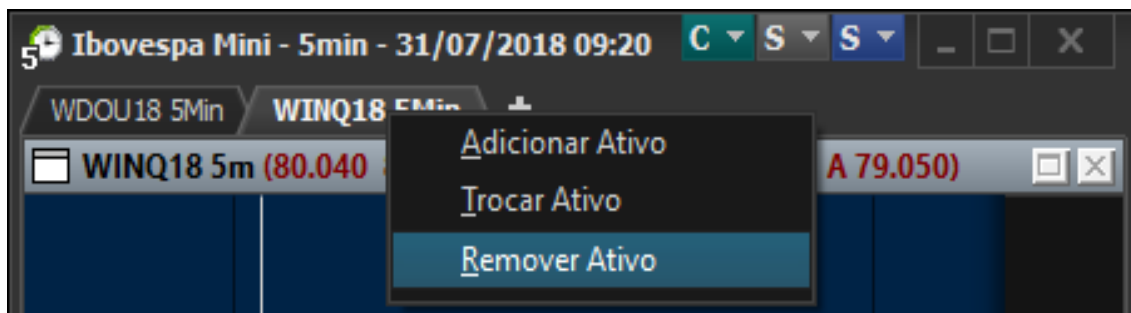 5 Ibovespa Mini - 5min - 31/07/2018 09:20 C S S
WDOU18 5Min WINQ18 5Min +
WINQ18 5m (80.040 A 79.050)
Adicionar Ativo
Trocar Ativo
Remover Ativo